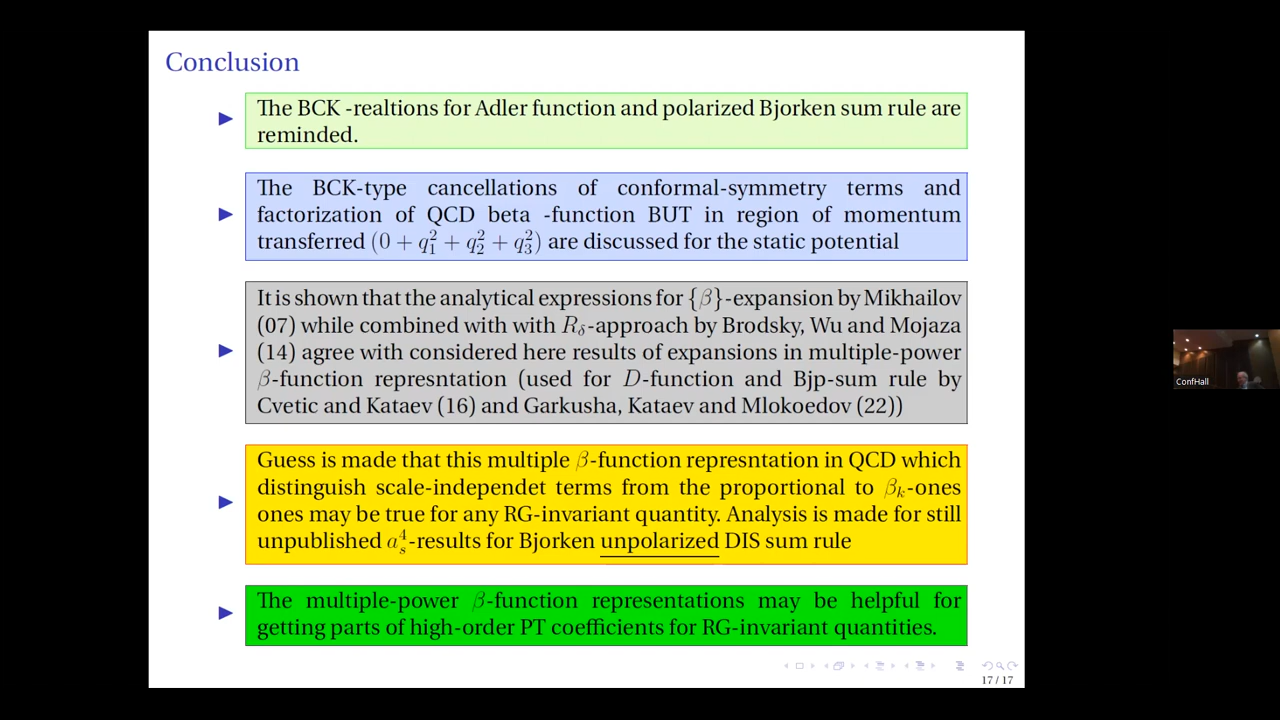 Conclusion
The BCK -realtions for Adler function and polarized Bjorken sum rule are
reminded.
The BCK-type cancellations of conformal-symmetry terms and
factorization of QCD beta -function BUT in region of momentum
transferred (0 + q₁² + q₂² + q₃²) are discussed for the static potential
It is shown that the analytical expressions for {β}-expansion by Mikhailov
(07) while combined with with R_δ-approach by Brodsky, Wu and Mojaza
(14) agree with considered here results of expansions in multiple-power
β-function represntation (used for D-function and Bjp-sum rule by
Cvetic and Kataev (16) and Garkusha, Kataev and Mlokoedov (22))
Guess is made that this multiple β-function represntation in QCD which
distinguish scale-independet terms from the proportional to β_k-ones
ones may be true for any RG-invariant quantity. Analysis is made for still
unpublished a_s⁴-results for Bjorken unpolarized DIS sum rule
The multiple-power β-function representations may be helpful for
getting parts of high-order PT coefficients for RG-invariant quantities.
17 / 17
ConfHall